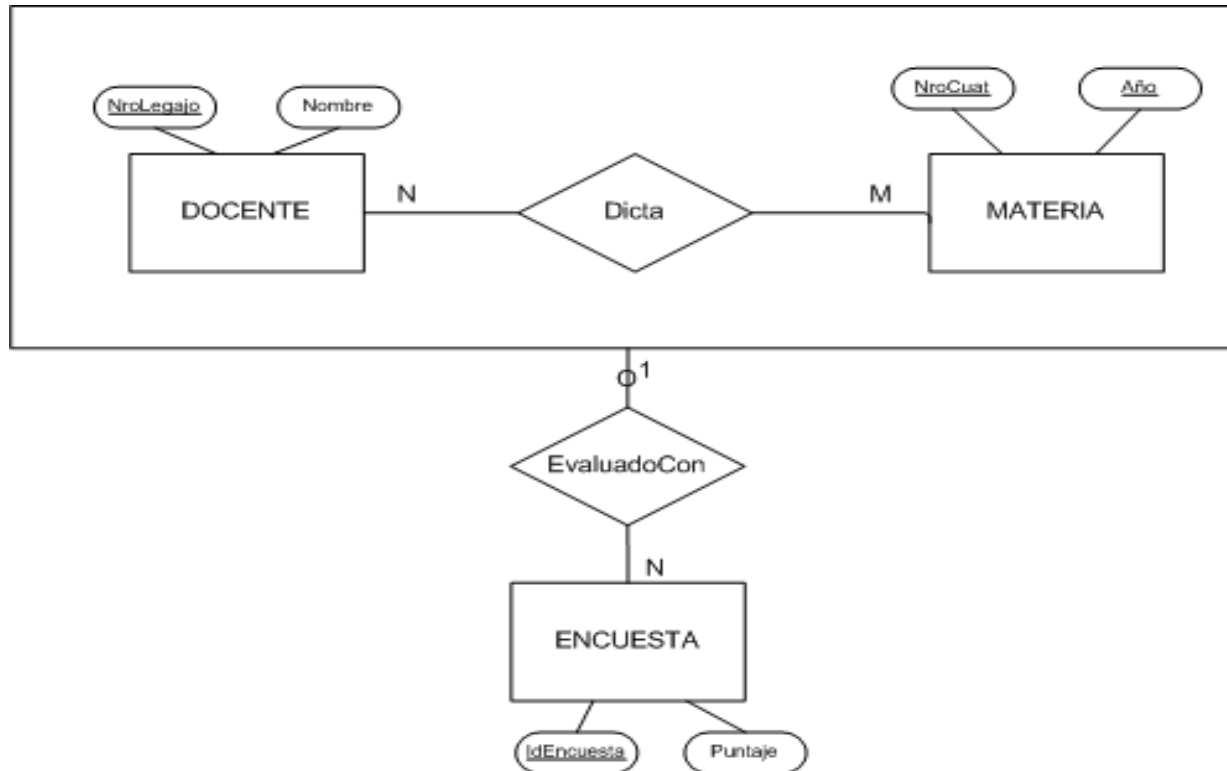 NroLegajo
Nombre
NroCuat
Año
DOCENTE
N
Dicta
M
MATERIA
1
EvaluadoCon
N
ENCUESTA
IdEncuesta
Puntaje